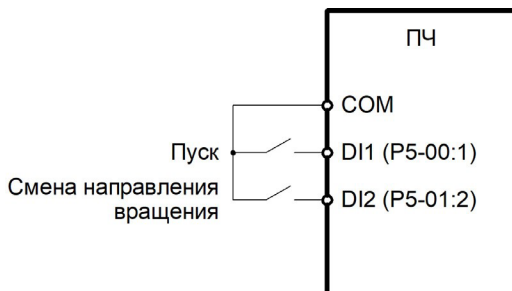 ПЧ
COM
Пуск
DI1 (P5-00:1)
Смена направления
вращения
DI2 (P5-01:2)